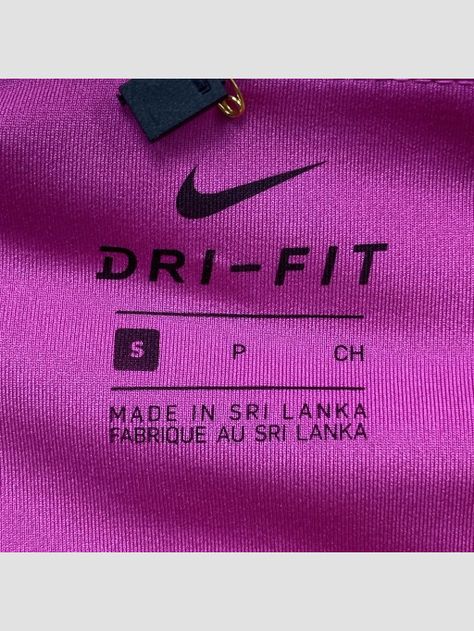 DRI-FIT
S P CH
MADE IN SRI LANKA
FABRIQUE AU SRI LANKA